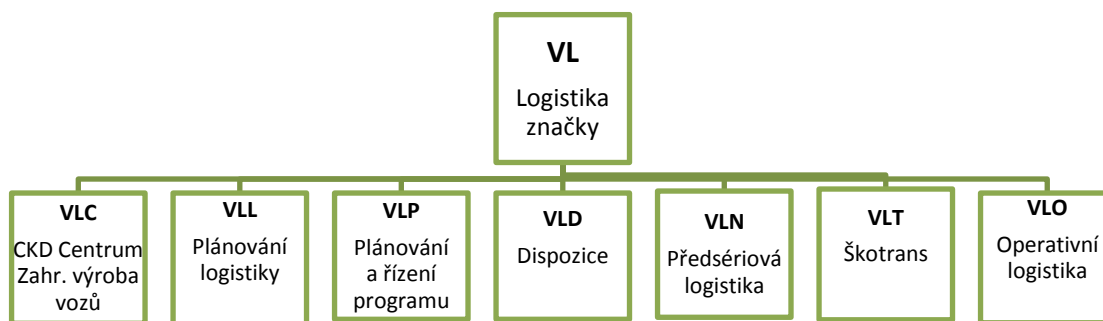 VL
Logistika
značky
VLC
CKD Centrum
Zahr. výroba
vozů
VLL
Plánování
logistiky
VLP
Plánování
a řízení
programu
VLD
Dispozice
VLN
Předsériová
logistika
VLT
Škotrans
VLO
Operativní
logistika